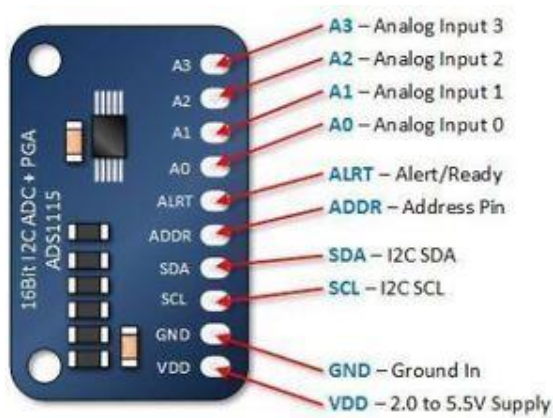 A3 – Analog Input 3
A2 – Analog Input 2
A1 – Analog Input 1
A0 – Analog Input 0
ALRT – Alert/Ready
ADDR – Address Pin
SDA – I2C SDA
SCL – I2C SCL
GND – Ground In
VDD – 2.0 to 5.5V Supply
A3
A2
A1
A0
ALRT
ADDR
SDA
SCL
GND
VDD
16Bit I2C ADC + PGA
ADS1115